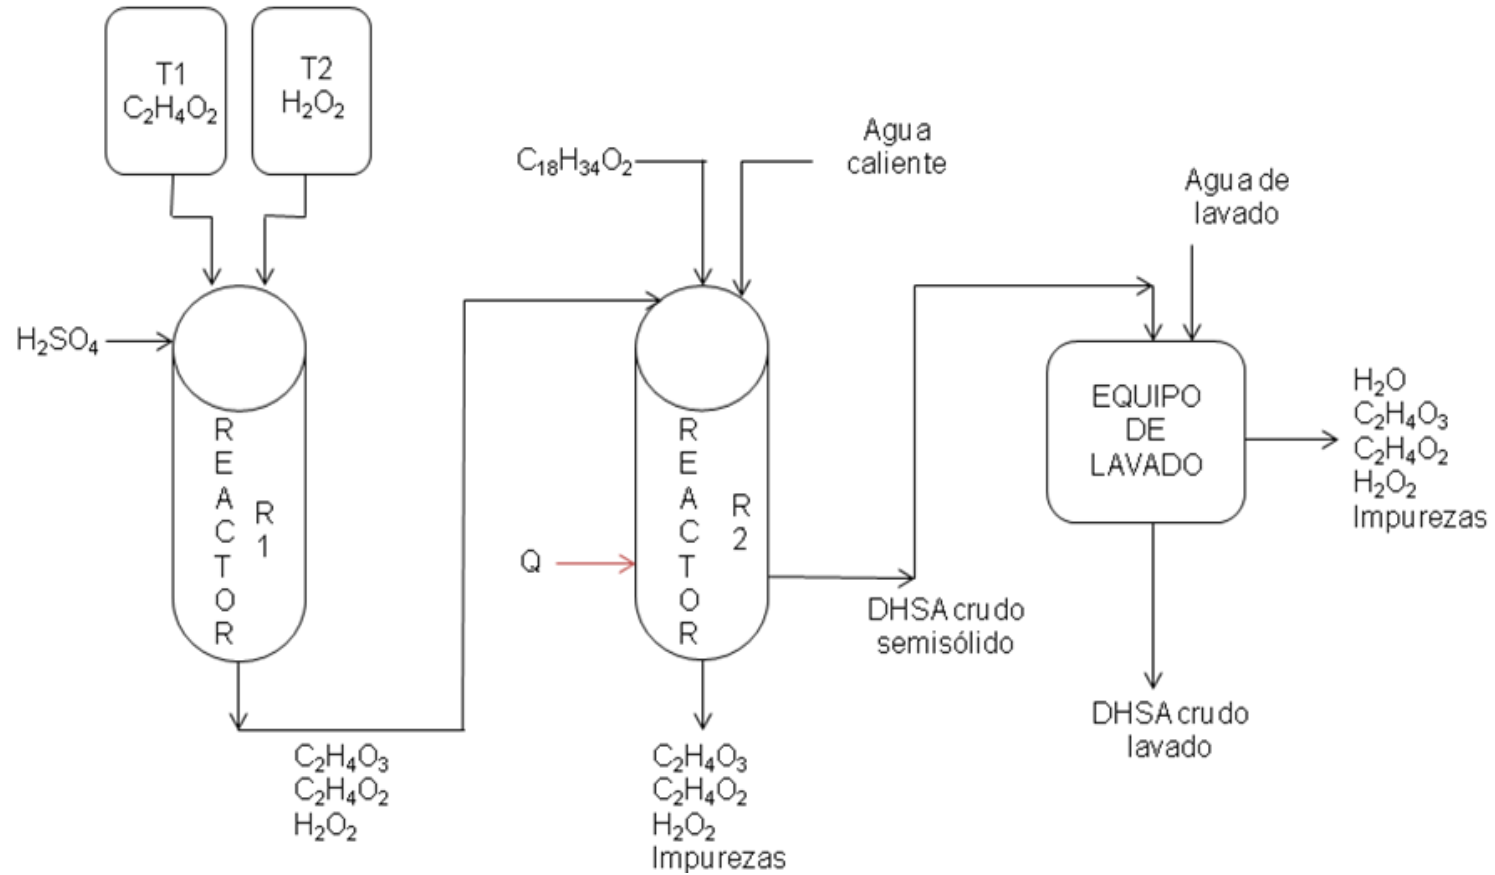 T1
C₂H₄O₂
T2
H₂O₂
H₂SO₄
R
E
A
C
T
O
R
R
1
C₂H₄O₃
C₂H₄O₂
H₂O₂
C₁₈H₃₄O₂
Agua
caliente
Q
R
E
A
C
T
O
R
R
2
C₂H₄O₃
C₂H₄O₂
H₂O₂
Impurezas
DHSA crudo
semisólido
Agua de
lavado
EQUIPO
DE
LAVADO
H₂O
C₂H₄O₃
C₂H₄O₂
H₂O₂
Impurezas
DHSA crudo
lavado